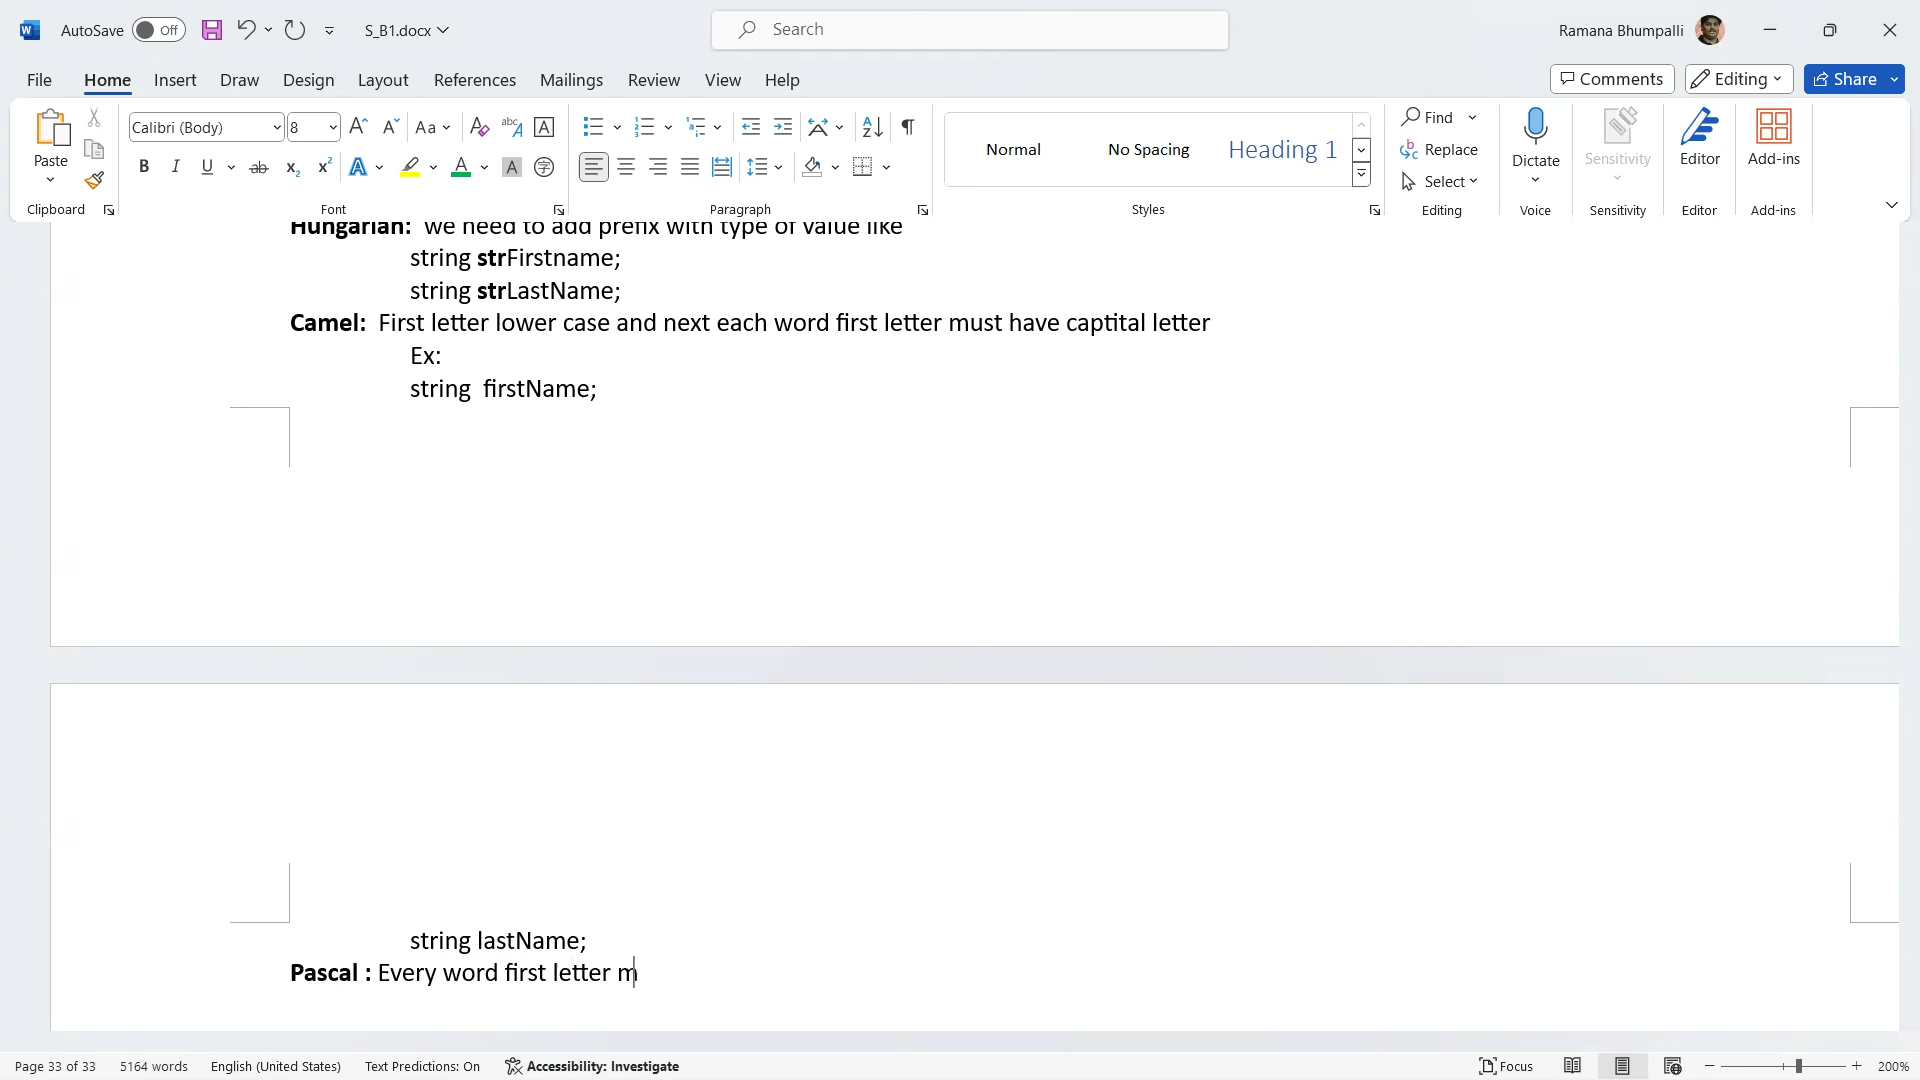 AutoSave Off S_B1.docx Search Ramana Bhumpalli
File Home Insert Draw Design Layout References Mailings Review View Help Comments Editing Share
Paste Calibri (Body) 8 Normal No Spacing Heading 1 Find Replace Select Dictate Sensitivity Editor Add-ins
Clipboard Font Paragraph Styles Editing Voice Sensitivity Editor Add-ins
Hungarian: we need to add prefix with type of value like
string strFirstname;
string strLastName;
Camel: First letter lower case and next each word first letter must have captital letter
Ex:
string firstName;
string lastName;
Pascal : Every word first letter m
Page 33 of 33 5164 words English (United States) Text Predictions: On Accessibility: Investigate Focus 200%